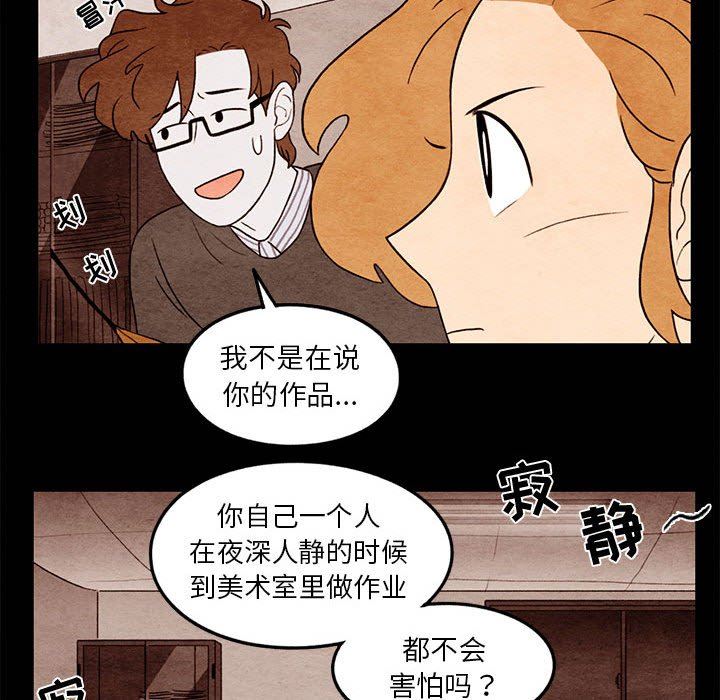 冒汗
划
划
我不是在说
你的作品...
寂
静~
你自己一个人
在夜深人静的时候
到美术室里做作业
都不会
害怕吗？
寂